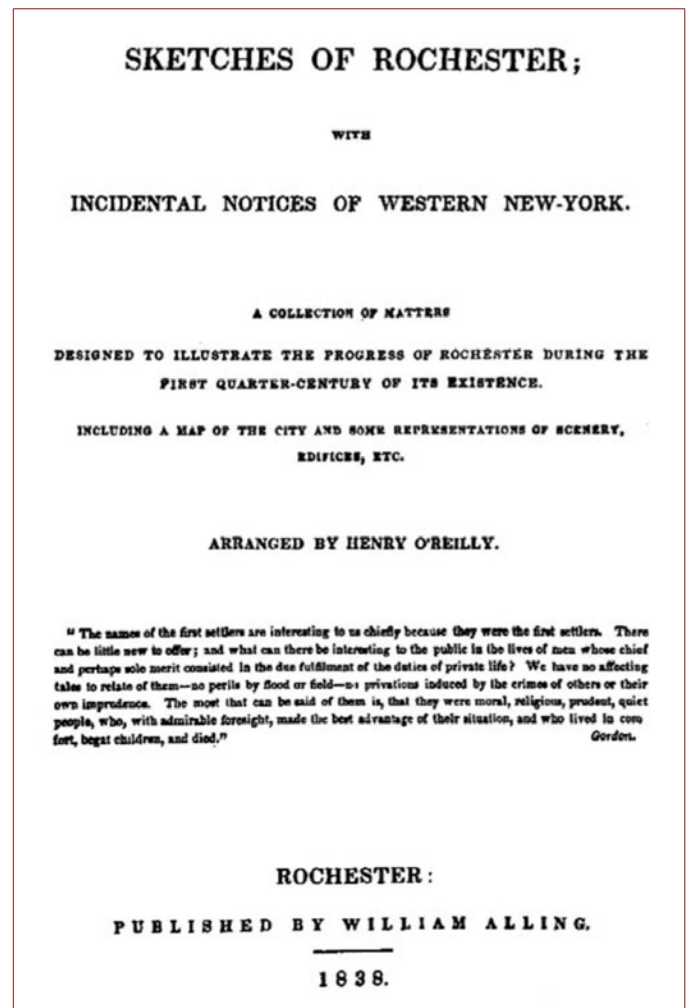 SKETCHES OF ROCHESTER;
WITH
INCIDENTAL NOTICES OF WESTERN NEW-YORK.
A COLLECTION OF MATTERS
DESIGNED TO ILLUSTRATE THE PROGRESS OF ROCHESTER DURING THE
FIRST QUARTER-CENTURY OF ITS EXISTENCE.
INCLUDING A MAP OF THE CITY AND SOME REPRESENTATIONS OF SCENERY,
EDIFICES, ETC.
ARRANGED BY HENRY O'REILLY.
" The names of the first settlers are interesting to us chiefly because they were the first settlers. There
can be little new to offer; and what can there be interesting to the public in the lives of men whose chief
and perhaps sole merit consisted in the due fulfilment of the duties of private life? We have no affecting
tales to relate of them—no perils by flood or field—no privations induced by the crimes of others or their
own imprudence. The most that can be said of them is, that they were moral, religious, prudent, quiet
people, who, with admirable foresight, made the best advantage of their situation, and who lived in com
fort, begat children, and died." Gordon.
ROCHESTER:
PUBLISHED BY WILLIAM ALLING.
1838.